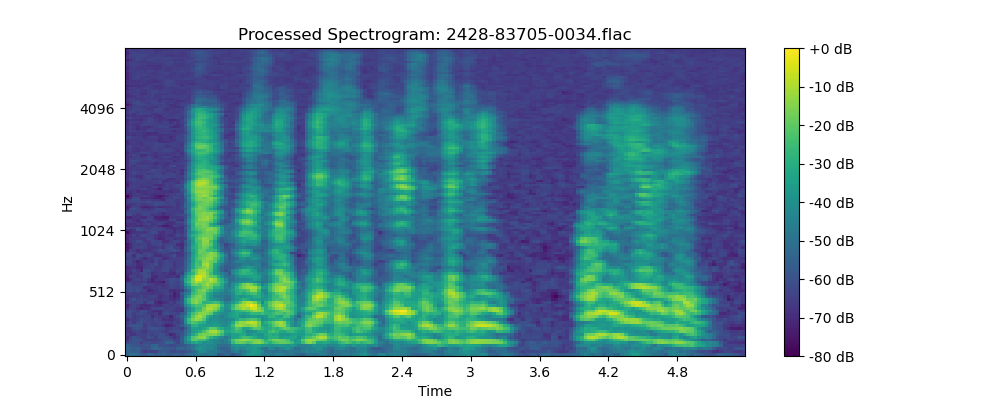 Processed Spectrogram: 2428-83705-0034.flac
Hz
4096
2048
1024
512
0
0 0.6 1.2 1.8 2.4 3 3.6 4.2 4.8
Time
+0 dB
-10 dB
-20 dB
-30 dB
-40 dB
-50 dB
-60 dB
-70 dB
-80 dB